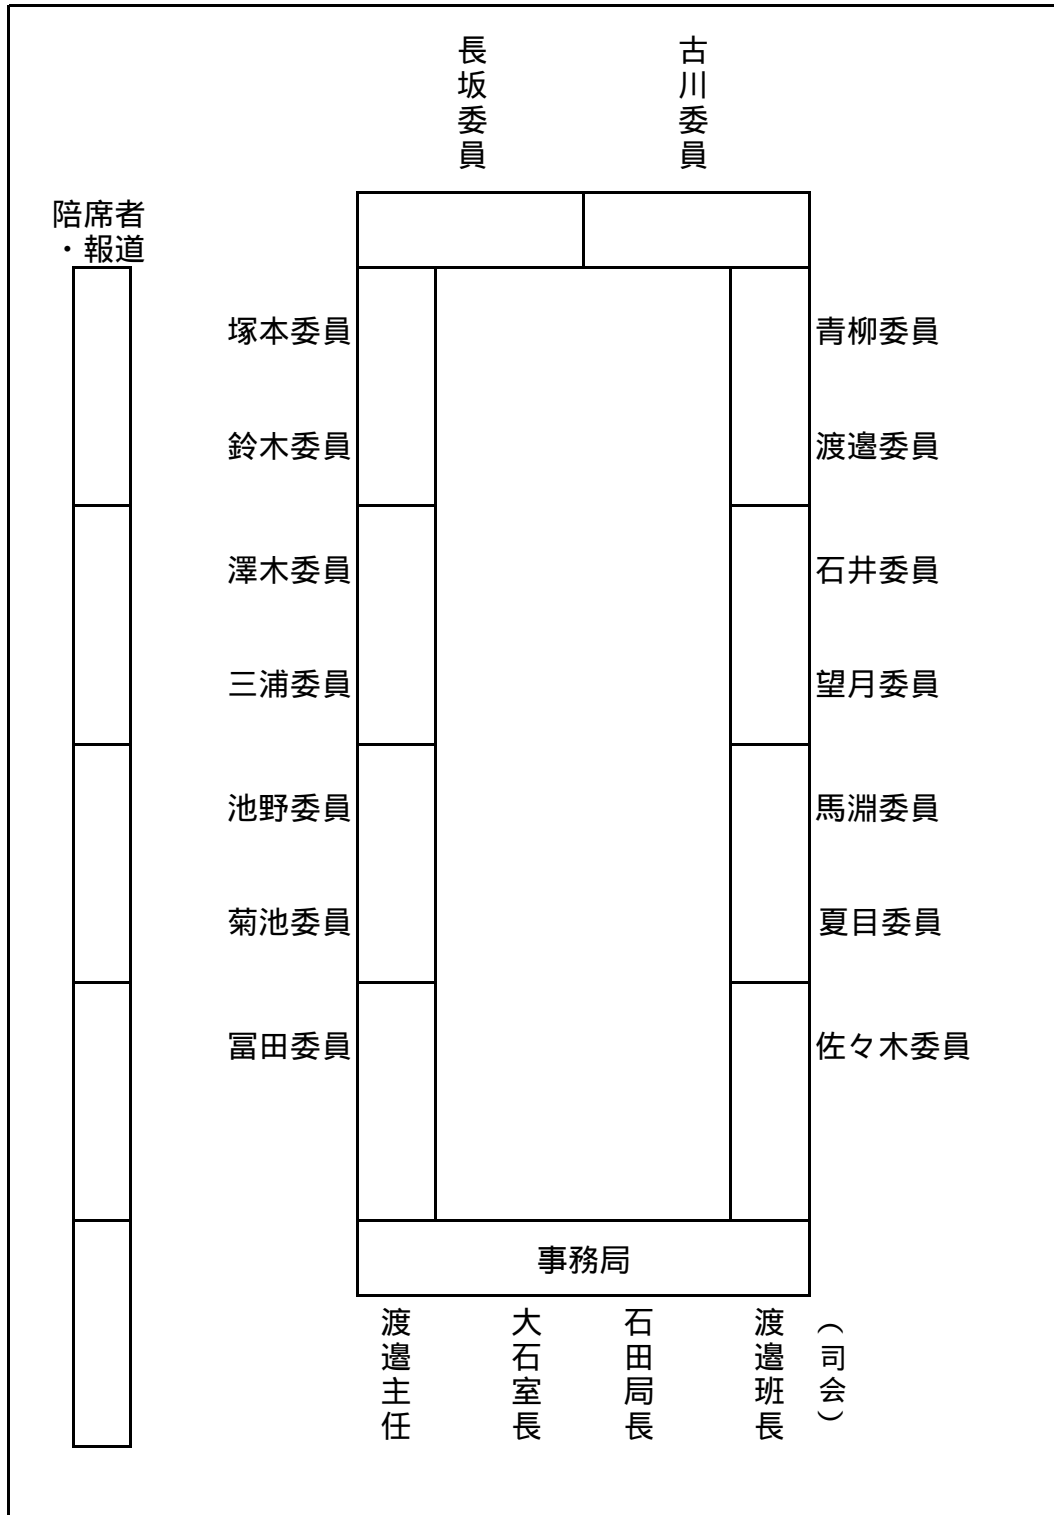 長坂委員
古川委員
陪席者
・報道
塚本委員
青柳委員
鈴木委員
渡邉委員
澤木委員
石井委員
三浦委員
望月委員
池野委員
馬淵委員
菊池委員
夏目委員
冨田委員
佐々木委員
事務局
渡邉主任
大石室長
石田局長
渡邉班長
（司会）